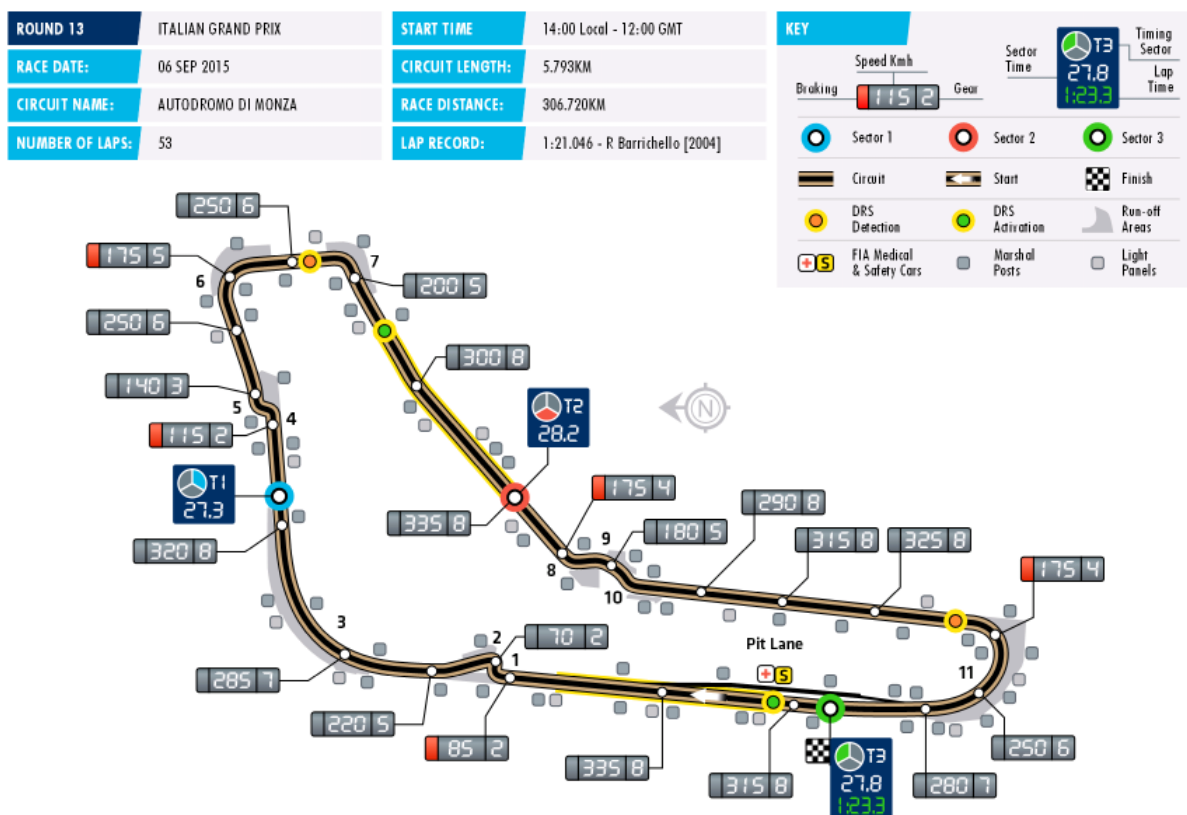 ROUND 13 ITALIAN GRAND PRIX START TIME 14:00 Local - 12:00 GMT
RACE DATE: 06 SEP 2015 CIRCUIT LENGTH: 5.793KM
CIRCUIT NAME: AUTODROMO DI MONZA RACE DISTANCE: 306.720KM
NUMBER OF LAPS: 53 LAP RECORD: 1:21.046 - R Barrichello [2004]
KEY
Speed Kmh
Braking 115 2 Gear
Sector Time
T3
27.8
1:23.3
Timing Sector
Lap Time
Sector 1 Sector 2 Sector 3
Circuit Start Finish
DRS Detection DRS Activation Run-off Areas
FIA Medical & Safety Cars Marshal Posts Light Panels
S
250 6
175 5
6
7
200 5
250 6
300 8
140 3
5
4
115 2
T2
28.2
N
T1
27.3
175 4
290 8
335 8
9
180 5
315 8
325 8
320 8
8
10
175 4
3
2
70 2
1
Pit Lane
S
11
285 7
220 5
85 2
335 8
315 8
T3
27.8
1:23.3
280 7
250 6